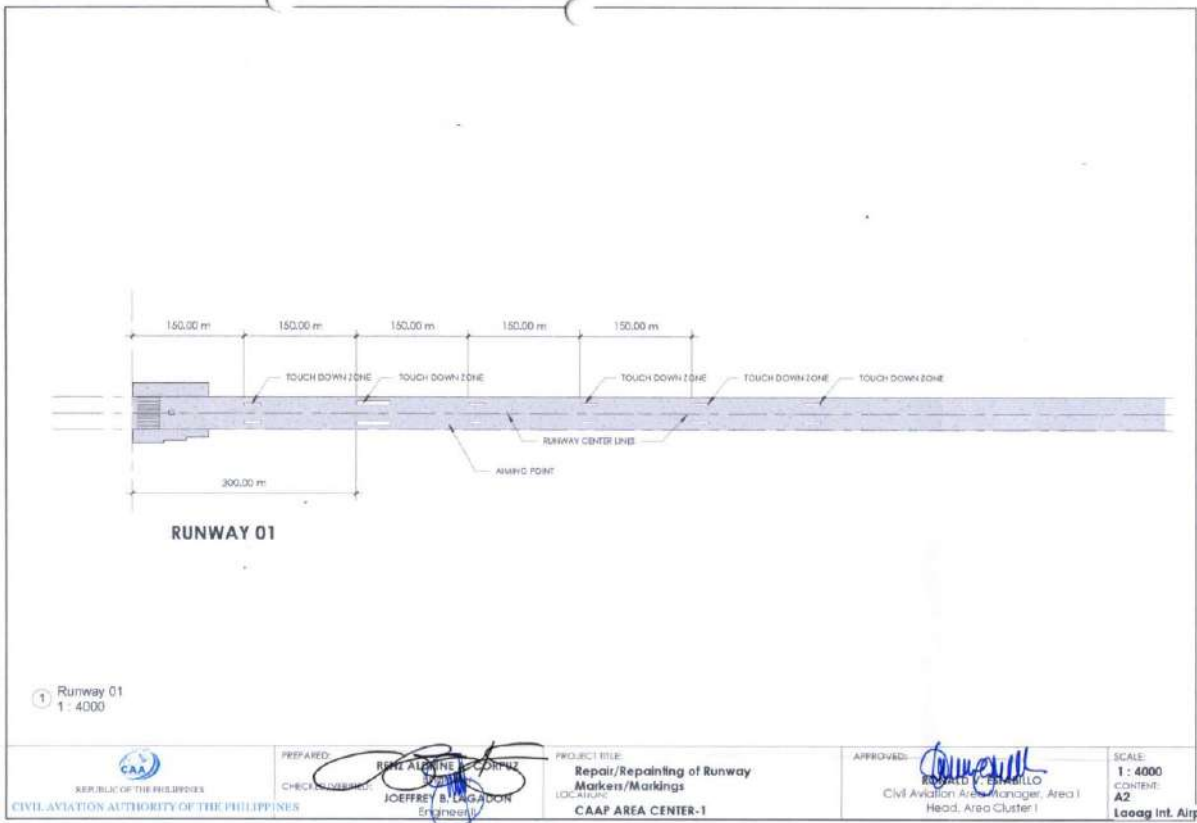 150.00 m 150.00 m 150.00 m 150.00 m 150.00 m
TOUCH DOWN ZONE TOUCH DOWN ZONE TOUCH DOWN ZONE TOUCH DOWN ZONE TOUCH DOWN ZONE
RUNWAY CENTER LINES
AIMING POINT
300.00 m
RUNWAY 01
1 Runway 01
1 : 4000
CAA
REPUBLIC OF THE PHILIPPINES
CIVIL AVIATION AUTHORITY OF THE PHILIPPINES
PREPARED:
CORPUZ
CHECKED/VERIFIED:
JOEFFREY B. LAGADON
Engineer II
PROJECT TITLE:
Repair/Repainting of Runway
Markers/Markings
LOCATION:
CAAP AREA CENTER-1
APPROVED:
Civil Aviation Area Manager, Area I
Head, Area Cluster I
SCALE:
1 : 4000
CONTENT:
A2
Laoag Int. Airp